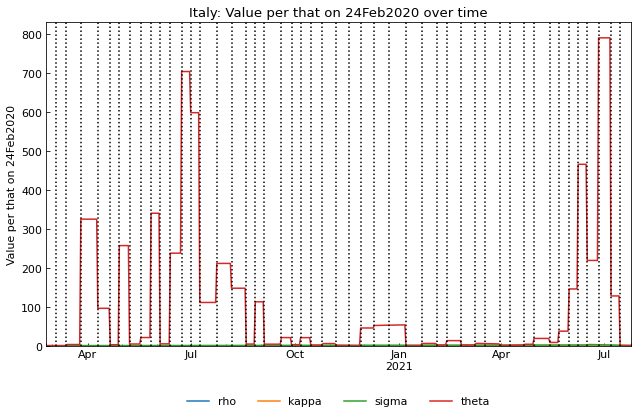 Italy: Value per that on 24Feb2020 over time
Value per that on 24Feb2020
800
700
600
500
400
300
200
100
0
Apr Jul Oct Jan Apr Jul
2021
rho kappa sigma theta